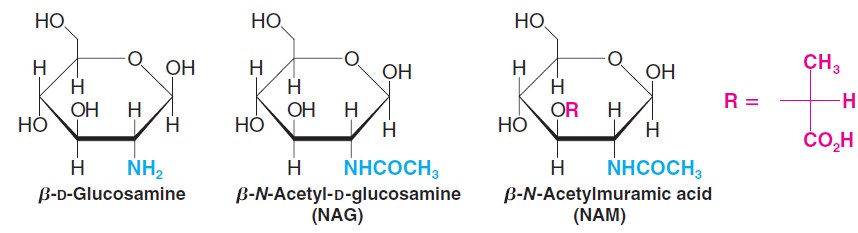 HO
O
H
OH
H
OH
H
HO
H
H
NH₂
β-D-Glucosamine
HO
O
H
OH
H
OH
H
HO
H
H
NHCOCH₃
β-N-Acetyl-D-glucosamine
(NAG)
HO
O
H
OH
H
OR
H
HO
H
H
NHCOCH₃
β-N-Acetylmuramic acid
(NAM)
CH₃
R =
H
CO₂H